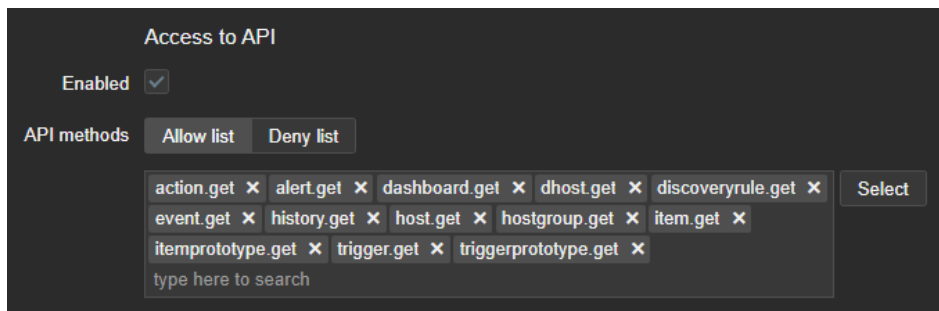 Access to API
Enabled
API methods Allow list Deny list
action.get × alert.get × dashboard.get × dhost.get × discoveryrule.get × Select
event.get × history.get × host.get × hostgroup.get × item.get ×
itemprototype.get × trigger.get × triggerprototype.get ×
type here to search